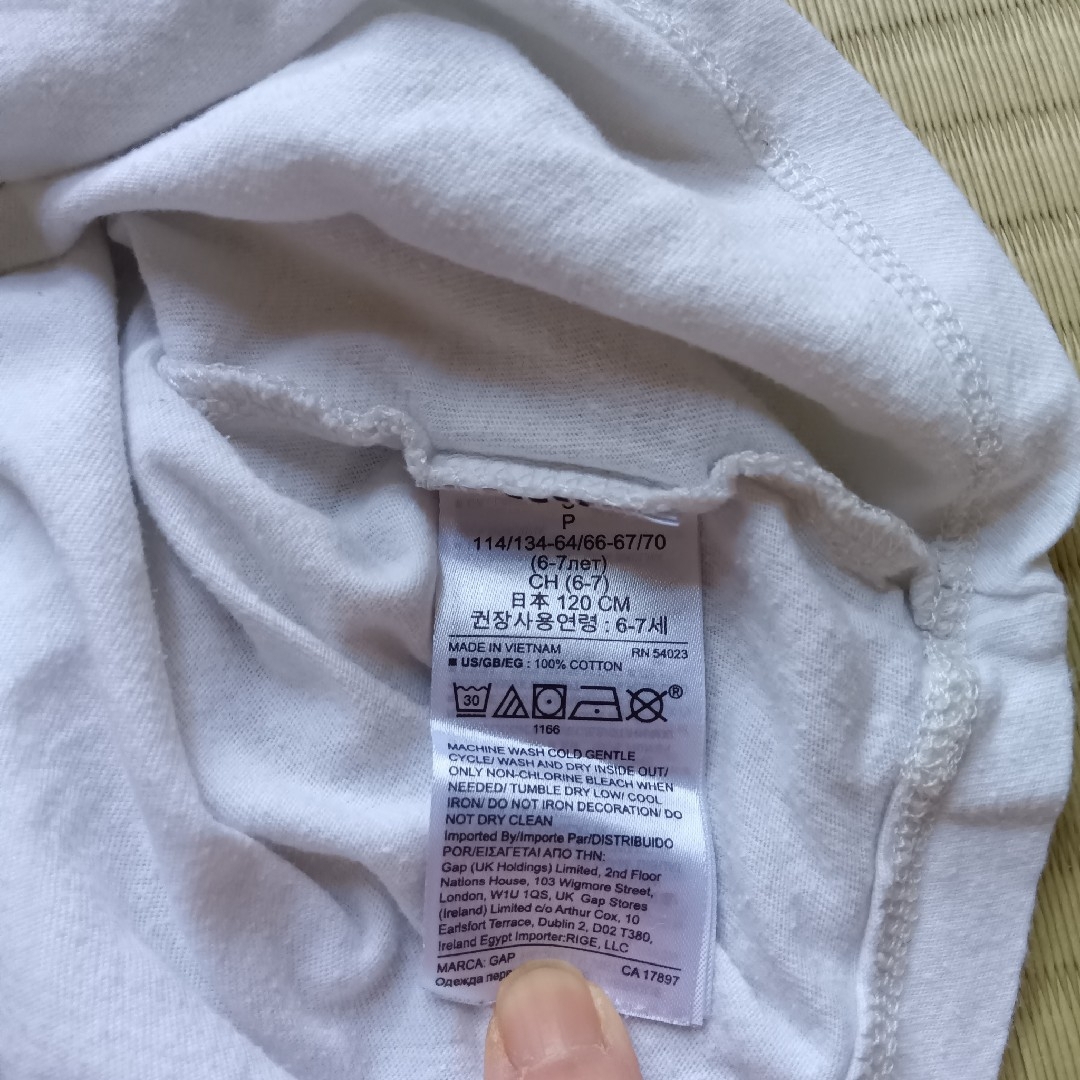 P
114/134-64/66-67/70
(6-7лет)
CH (6-7)
日本 120 CM
권장사용연령 : 6-7세
MADE IN VIETNAM RN 54023
■ US/GB/EG : 100% COTTON
30
®
1166
MACHINE WASH COLD GENTLE
CYCLE/ WASH AND DRY INSIDE OUT/
ONLY NON-CHLORINE BLEACH WHEN
NEEDED/ TUMBLE DRY LOW/ COOL
IRON/ DO NOT IRON DECORATION/ DO
NOT DRY CLEAN
Imported By/Importe Par/DISTRIBUIDO
POR/ΕΙΣΑΓΕΤΑΙ ΑΠΟ ΤΗΝ:
Gap (UK Holdings) Limited, 2nd Floor
Nations House, 103 Wigmore Street,
London, W1U 1QS, UK Gap Stores
(Ireland) Limited c/o Arthur Cox, 10
Earlsfort Terrace, Dublin 2, D02 T380,
Ireland Egypt Importer:RIGE, LLC
MARCA: GAP CA 17897
Одежда